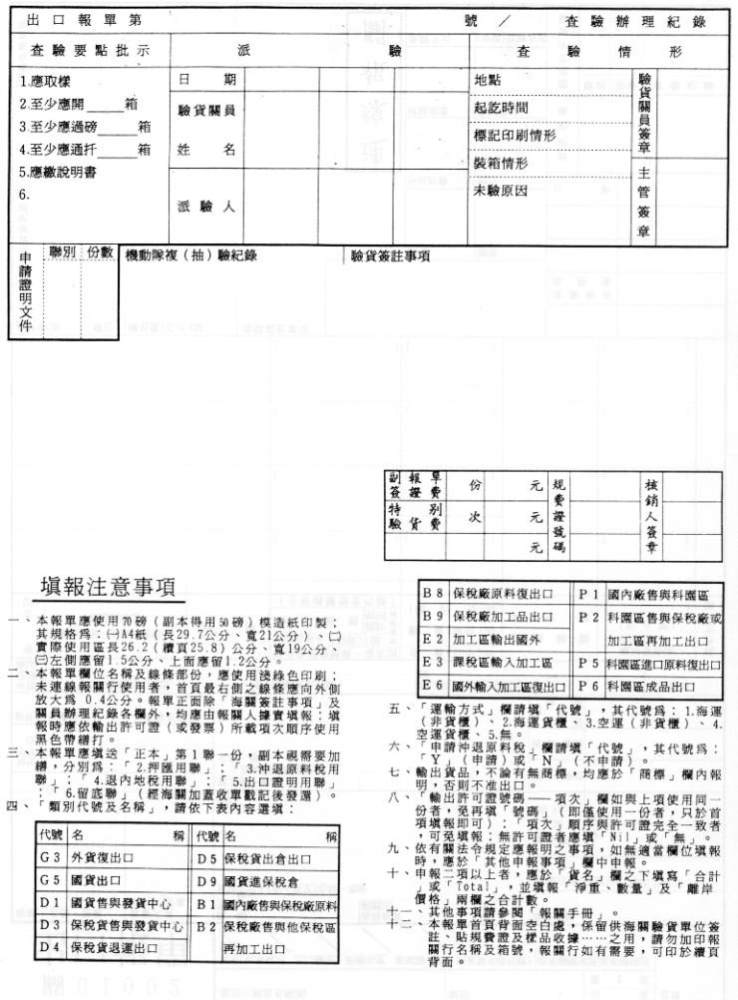 出口報單第 號／ 查驗辦理紀錄
查驗要點批示 派 驗 查 驗 情 形
1.應取樣
2.至少應開＿＿＿箱
3.至少應過磅＿＿＿箱
4.至少應通扦＿＿＿箱
5.應繳說明書
6.
日 期
驗貨關員
姓 名
派驗人
地點
起訖時間
標記印刷情形
裝箱情形
未驗原因
驗貨關員簽章
主管簽章
申請證明文件
聯別 份數
機動隊複（抽）驗紀錄
驗貨簽註事項
副報單
簽證費
份 元
特別
驗貨費
次 元
元
規費證號碼
核銷人簽章
填報注意事項
一、本報單應使用70磅（副本得用50磅）模造紙印製；
其規格為：㈠A4紙（長29.7公分、寬21公分）、㈡
實際使用區長26.2（續頁25.8）公分、寬19公分、
㈢左側應留1.5公分、上面應留1.2公分。
二、本報單欄位名稱及線條部份，應使用淺綠色印刷；
未連線報關行使用者，首頁最右側之線條應向外側
放大為 0.4公分。報單正面除「海關簽註事項」及
關員辦理紀錄各欄外，均應由報關人據實填報；填
報時應依輸出許可證（或發票）所載項次順序使用
黑色帶繕打。
三、本報單應填送「正本」第1聯一份，副本視需要加
繕，分別為：「2.押匯用聯」；「3.沖退原料稅用
聯」；「4.退內地稅用聯」；「5.出口證明用聯」
；「6.留底聯」（經海關加蓋收單戳記後發還）。
四、「類別代號及名稱」，請依下表內容選填：
代號 名 稱 代號 名 稱
G3 外貨復出口 D5 保稅貨出倉出口
G5 國貨出口 D9 國貨進保稅倉
D1 國貨售與發貨中心 B1 國內廠售與保稅廠原料
D3 保稅貨售與發貨中心 B2 保稅廠售與他保稅區
D4 保稅貨退運出口 再加工出口
B8 保稅廠原料復出口 P1 國內廠售與科園區
B9 保稅廠加工品出口 P2 科園區售與保稅廠或
E2 加工區輸出國外 加工區再加工出口
E3 課稅區輸入加工區 P5 科園區進口原料復出口
E6 國外輸入加工區復出口 P6 科園區成品出口
五、「運輸方式」欄請填「代號」，其代號為：1.海運
（非貨櫃）、2.海運貨櫃、3.空運（非貨櫃）、4.
空運貨櫃、5.無。
六、「申請沖退原料稅」欄請填「代號」，其代號為：
「Y」（申請）或「N」（不申請）。
七、輸出貨品，不論有無商標，均應於「商標」欄內報
明，否則不准出口。
八、「輸出許可證號碼——項次」欄如與上項使用同一
份者，免再填「號碼」（即僅使用一份者，只於首
項填報即可）；「項次」順序與許可證完全一致者
，可免填報；無許可證者應填「Nil」或「無」。
九、依有關法令規定應報明之事項，如無適當欄位填報
時，應於「其他申報事項」欄中申報。
十、申報二項以上者，應於「貨名」欄之下填寫「合計
」或「Total」，並填報「淨重、數量」及「離岸
價格」兩欄之合計數。
十一、其他事項請參閱「報關手冊」。
十二、本報單首頁背面空白處，保留供海關驗貨單位簽
註、貼規費證及樣品收據……之用，請勿加印報
關行名稱及箱號，報關行如有需要，可印於續頁
背面。